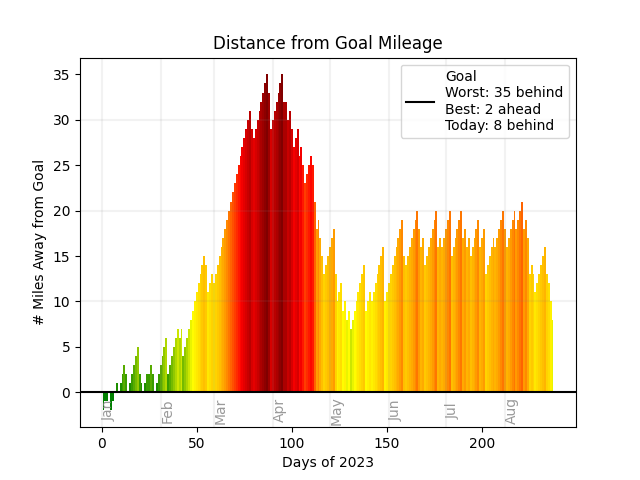 Distance from Goal Mileage
Goal
Worst: 35 behind
Best: 2 ahead
Today: 8 behind
# Miles Away from Goal
35
30
25
20
15
10
5
0
Jan
Feb
Mar
Apr
May
Jun
Jul
Aug
0
50
100
150
200
Days of 2023